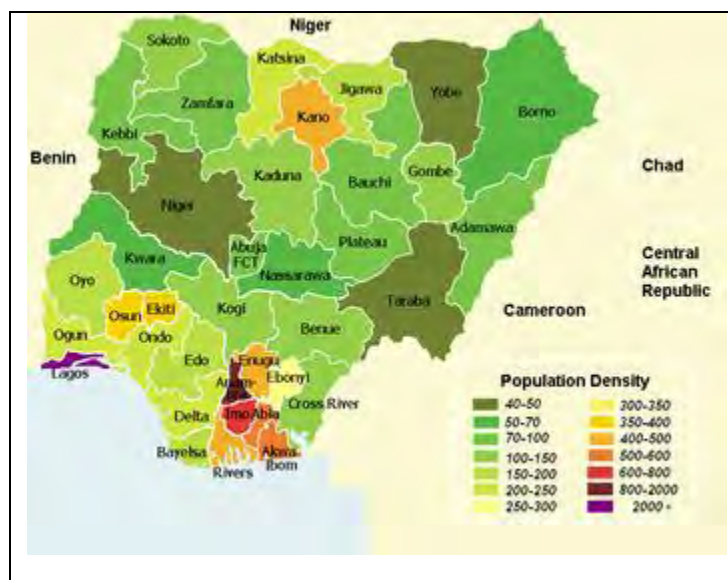 Niger
Sokoto
Katsina
Jigawa
Yobe
Borno
Zamfara
Kano
Kebbi
Benin
Chad
Gombe
Kaduna
Bauchi
Niger
Adamawa
Abuja
FCT
Plateau
Central
African
Republic
Kwara
Nassarawa
Oyo
Taraba
Cameroon
Kogi
Osun
Ekiti
Benue
Ogun
Ondo
Enugu
Lagos
Edo
Ebonyi
Anam-
bra
Cross River
Delta
Imo
Abia
Bayelsa
Akwa
Ibom
Rivers
Population Density
40-50
50-70
70-100
100-150
150-200
200-250
250-300
300-350
350-400
400-500
500-600
600-800
800-2000
2000 +